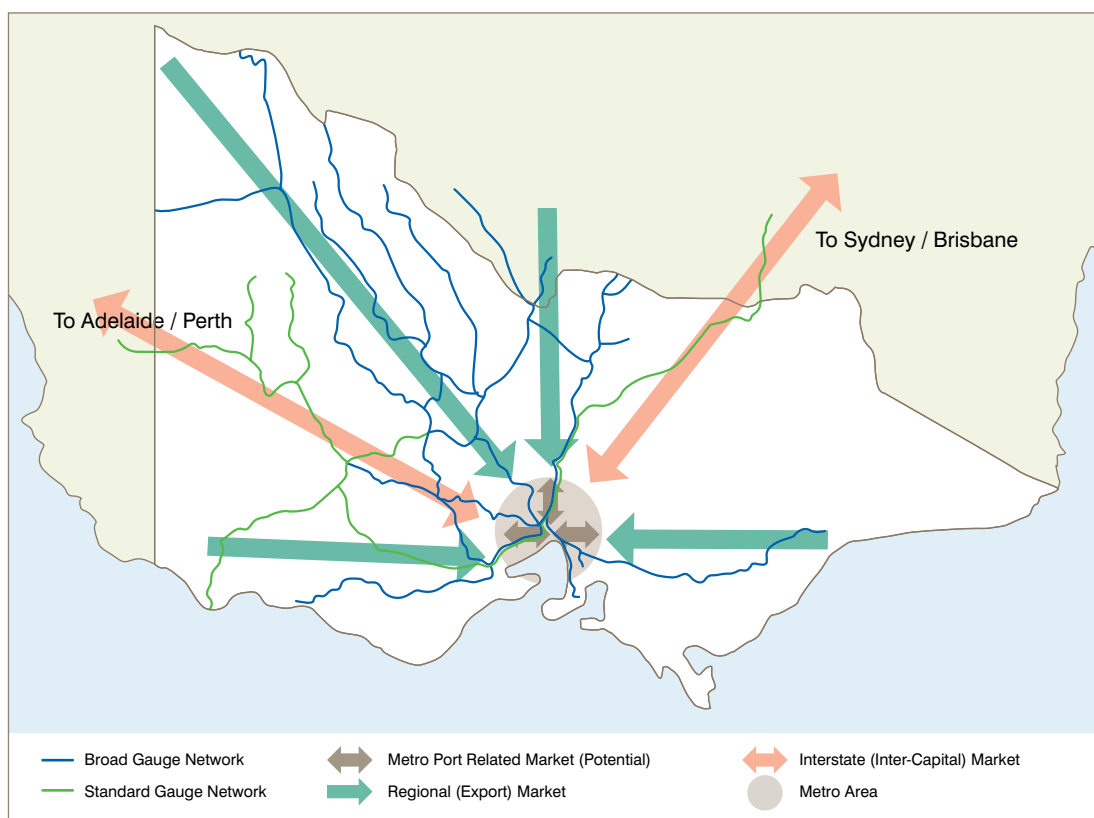 To Sydney / Brisbane
To Adelaide / Perth
Broad Gauge Network
Metro Port Related Market (Potential)
Interstate (Inter-Capital) Market
Standard Gauge Network
Regional (Export) Market
Metro Area